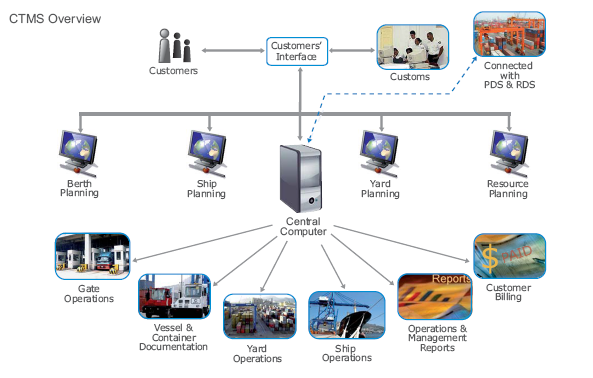 CTMS Overview
Customers
Customers'
Interface
Customs
Connected
with
PDS & RDS
Berth
Planning
Ship
Planning
Yard
Planning
Resource
Planning
Central
Computer
Gate
Operations
Vessel &
Container
Documentation
Yard
Operations
Ship
Operations
Reports
Operations &
Management
Reports
$ PAID
Customer
Billing